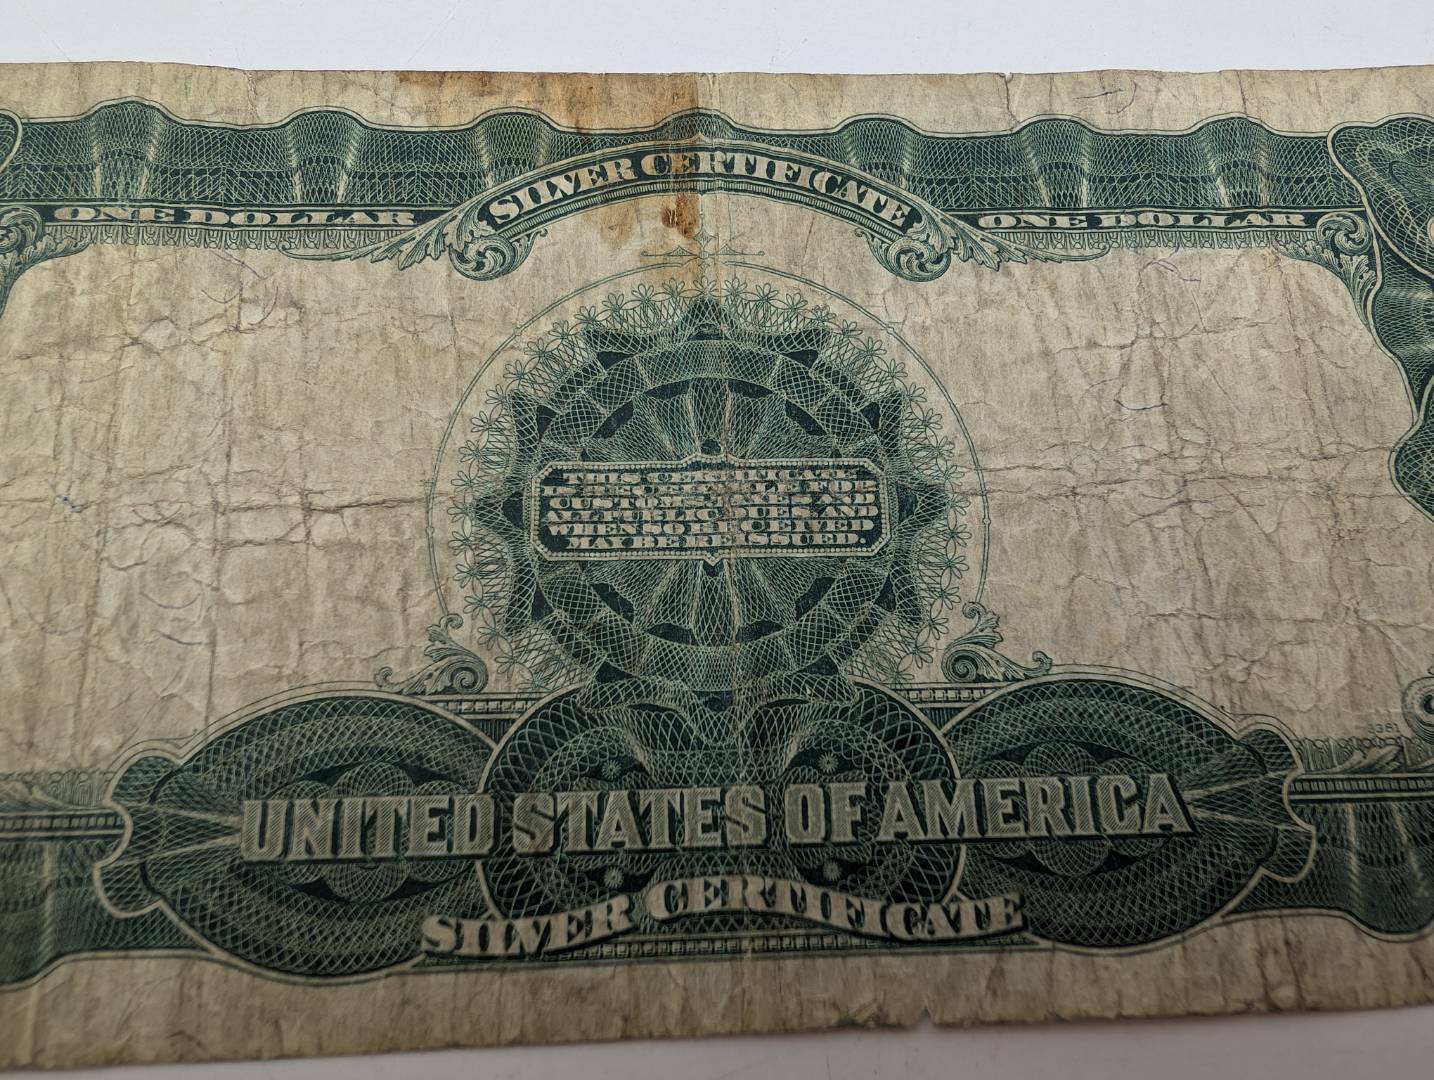 SILVER CERTIFICATE
ONE DOLLAR
ONE DOLLAR
THIS CERTIFICATE
IS RECEIVABLE FOR
CUSTOMS, TAXES AND
ALL PUBLIC DUES, AND
WHEN SO RECEIVED
MAY BE REISSUED.
3361
UNITED STATES OF AMERICA
SILVER CERTIFICATE